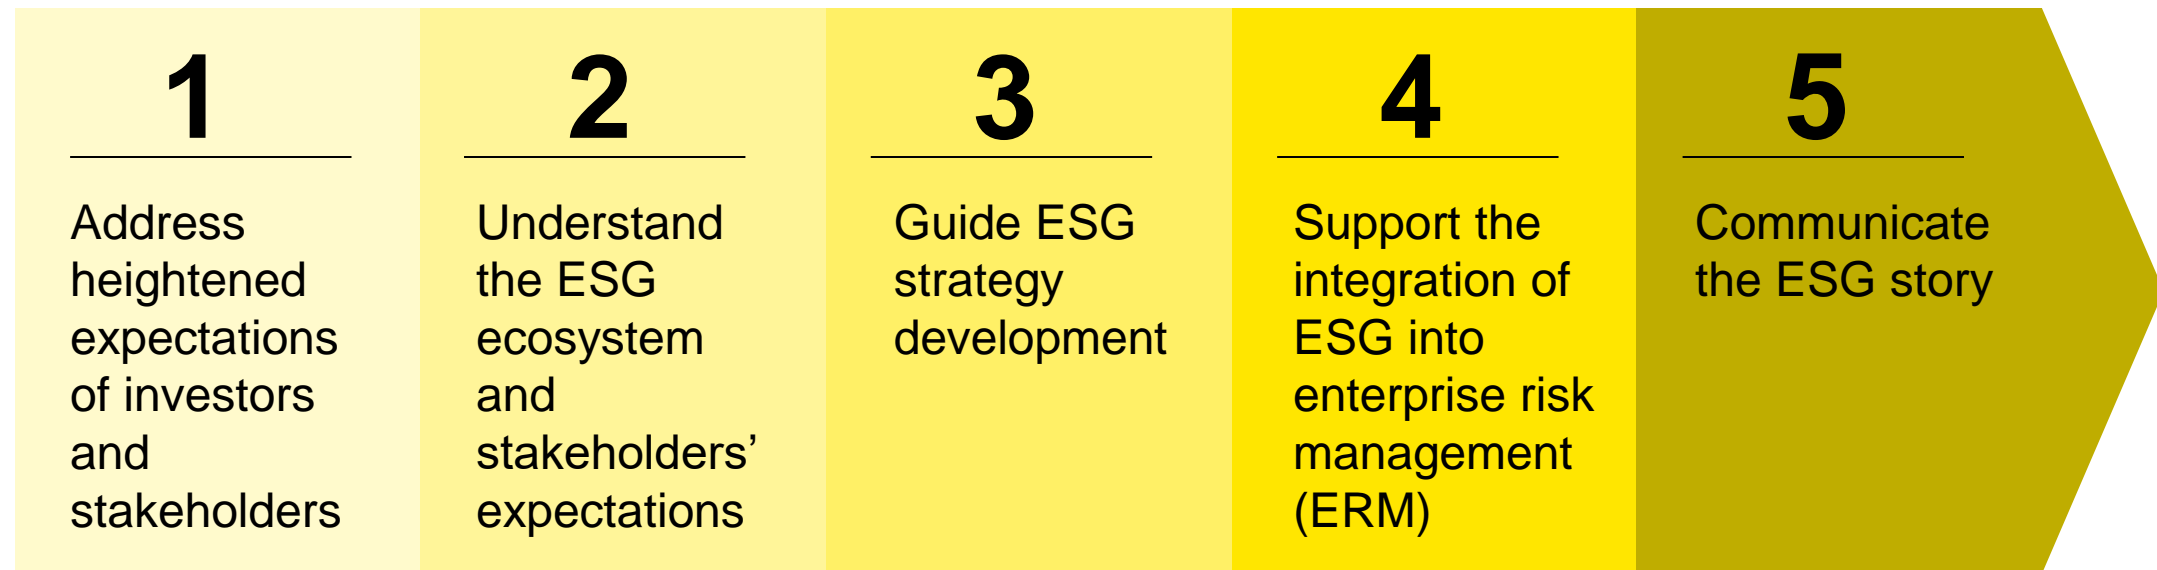 1
Address
heightened
expectations
of investors
and
stakeholders
2
Understand
the ESG
ecosystem
and
stakeholders’
expectations
3
Guide ESG
strategy
development
4
Support the
integration of
ESG into
enterprise risk
management
(ERM)
5
Communicate
the ESG story